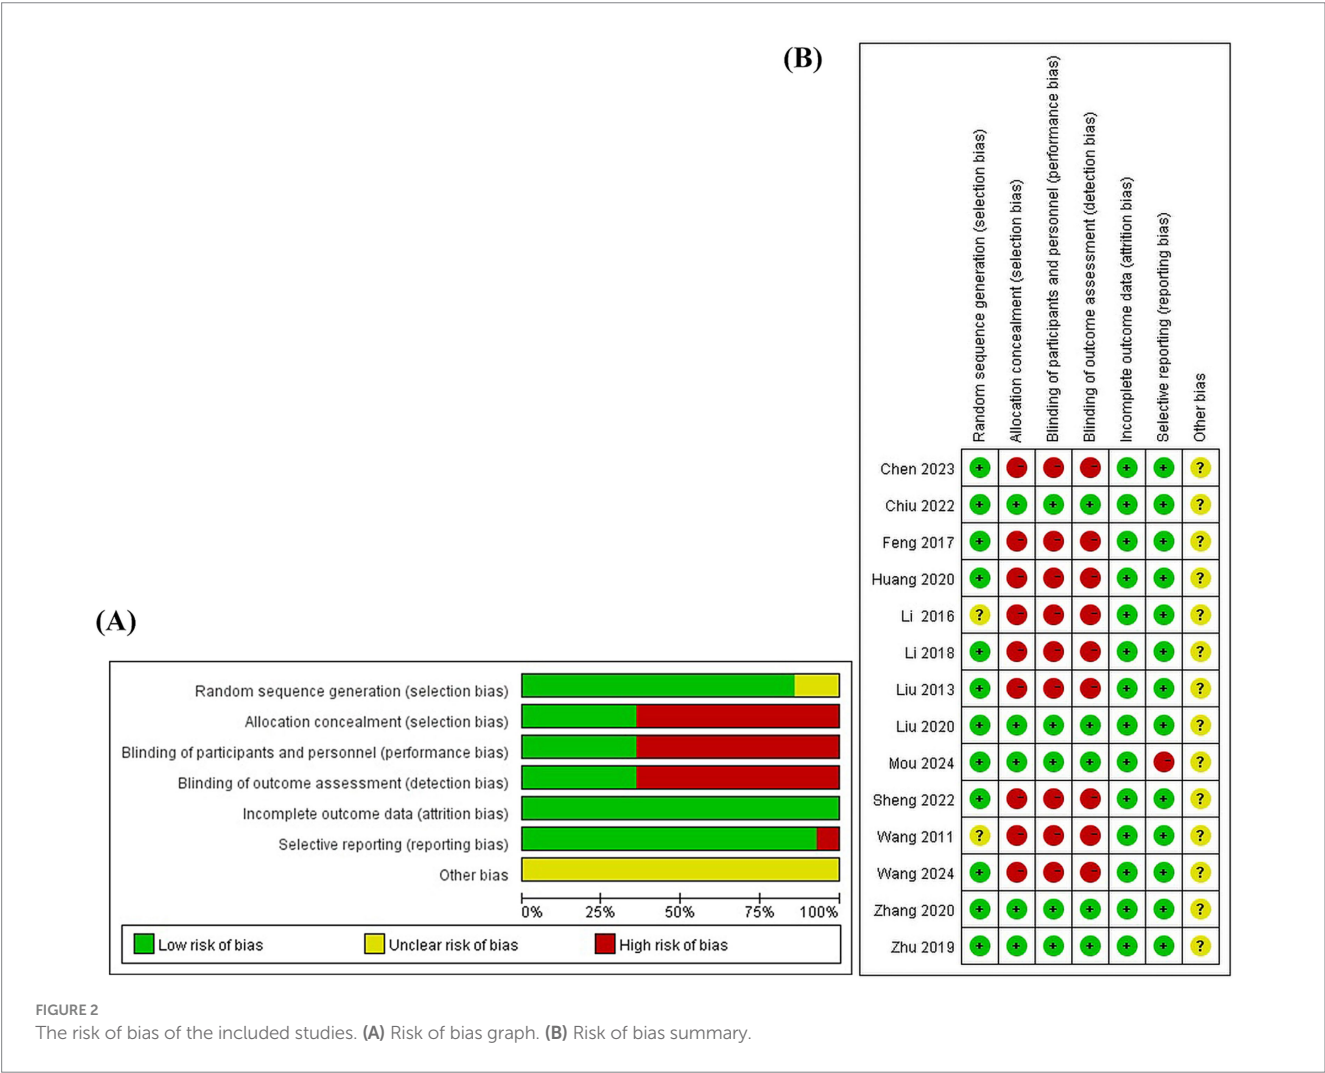 (B)
Random sequence generation (selection bias)
Allocation concealment (selection bias)
Blinding of participants and personnel (performance bias)
Blinding of outcome assessment (detection bias)
Incomplete outcome data (attrition bias)
Selective reporting (reporting bias)
Other bias
Chen 2023 + - - - + + ?
Chiu 2022 + + + + + + ?
Feng 2017 + - - - + + ?
Huang 2020 + - - - + + ?
Li 2016 ? - - - + + ?
Li 2018 + - - - + + ?
Liu 2013 + - - - + + ?
Liu 2020 + + + + + + ?
Mou 2024 + + + + + - ?
Sheng 2022 + - - - + + ?
Wang 2011 ? - - - + + ?
Wang 2024 + - - - + + ?
Zhang 2020 + + + + + + ?
Zhu 2019 + + + + + + ?
(A)
Random sequence generation (selection bias)
Allocation concealment (selection bias)
Blinding of participants and personnel (performance bias)
Blinding of outcome assessment (detection bias)
Incomplete outcome data (attrition bias)
Selective reporting (reporting bias)
Other bias
0% 25% 50% 75% 100%
Low risk of bias Unclear risk of bias High risk of bias
FIGURE 2
The risk of bias of the included studies. (A) Risk of bias graph. (B) Risk of bias summary.